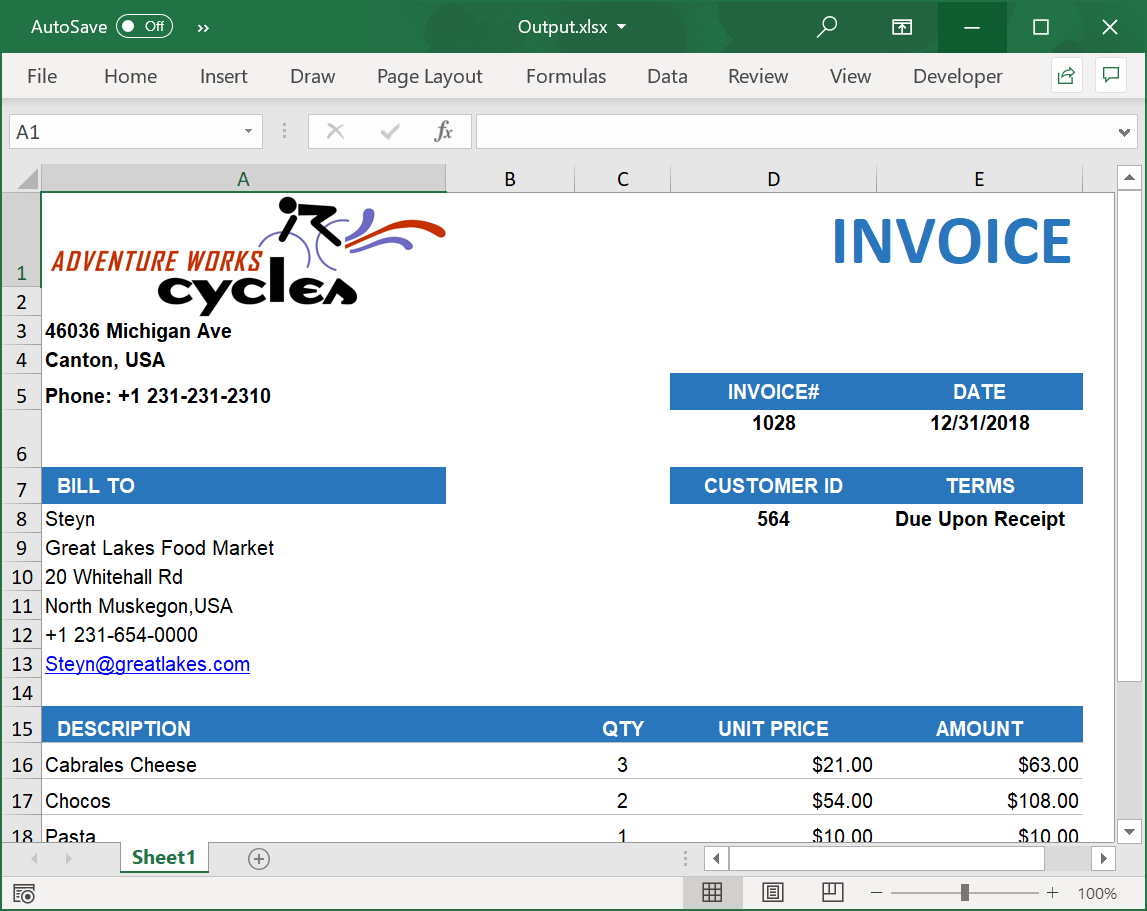 AutoSave Off » Output.xlsx
File Home Insert Draw Page Layout Formulas Data Review View Developer
A1 fx
A B C D E
1 ADVENTURE WORKS cycles INVOICE
2
3 46036 Michigan Ave
4 Canton, USA
5 Phone: +1 231-231-2310 INVOICE# DATE
1028 12/31/2018
6
7 BILL TO CUSTOMER ID TERMS
8 Steyn 564 Due Upon Receipt
9 Great Lakes Food Market
10 20 Whitehall Rd
11 North Muskegon,USA
12 +1 231-654-0000
13 Steyn@greatlakes.com
14
15 DESCRIPTION QTY UNIT PRICE AMOUNT
16 Cabrales Cheese 3 $21.00 $63.00
17 Chocos 2 $54.00 $108.00
18 Pasta 1 $10.00 $10.00
Sheet1
100%